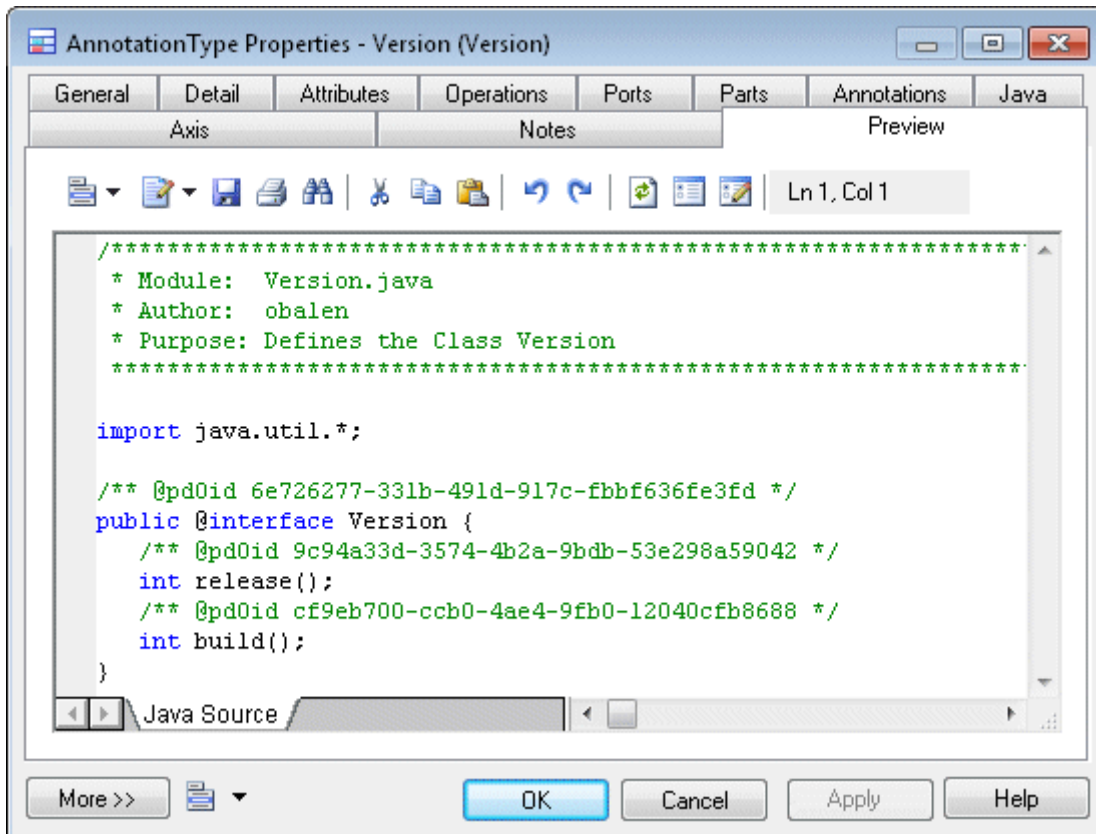 AnnotationType Properties - Version (Version)
General Detail Attributes Operations Ports Parts Annotations Java
Axis Notes Preview
Ln 1, Col 1
/******************************************************************
 * Module:  Version.java
 * Author:  obalen
 * Purpose: Defines the Class Version
 ******************************************************************
import java.util.*;
/** @pdOid 6e726277-331b-491d-917c-fbbf636fe3fd */
public @interface Version {
   /** @pdOid 9c94a33d-3574-4b2a-9bdb-53e298a59042 */
   int release();
   /** @pdOid cf9eb700-ccb0-4ae4-9fb0-12040cfb8688 */
   int build();
}
Java Source
More >> OK Cancel Apply Help